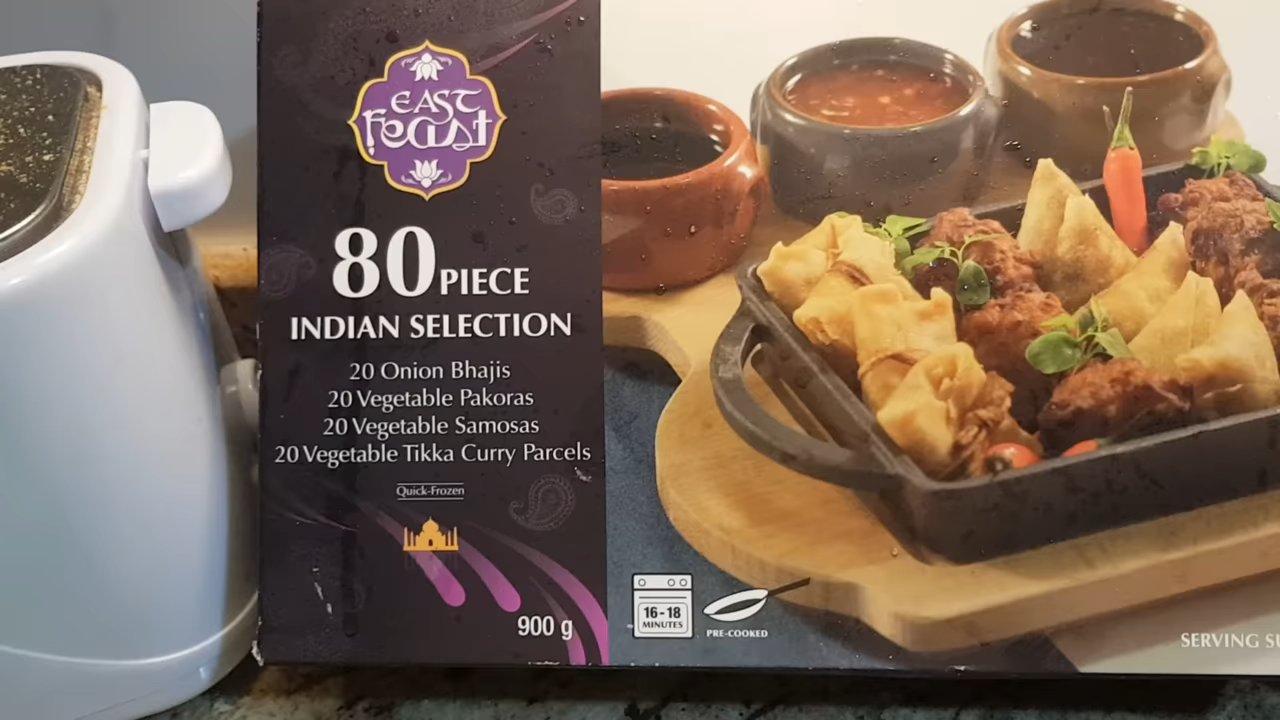 EAST
Feast
80 PIECE
INDIAN SELECTION
20 Onion Bhajis
20 Vegetable Pakoras
20 Vegetable Samosas
20 Vegetable Tikka Curry Parcels
Quick-Frozen
900 g
16-18
MINUTES
PRE-COOKED
SERVING